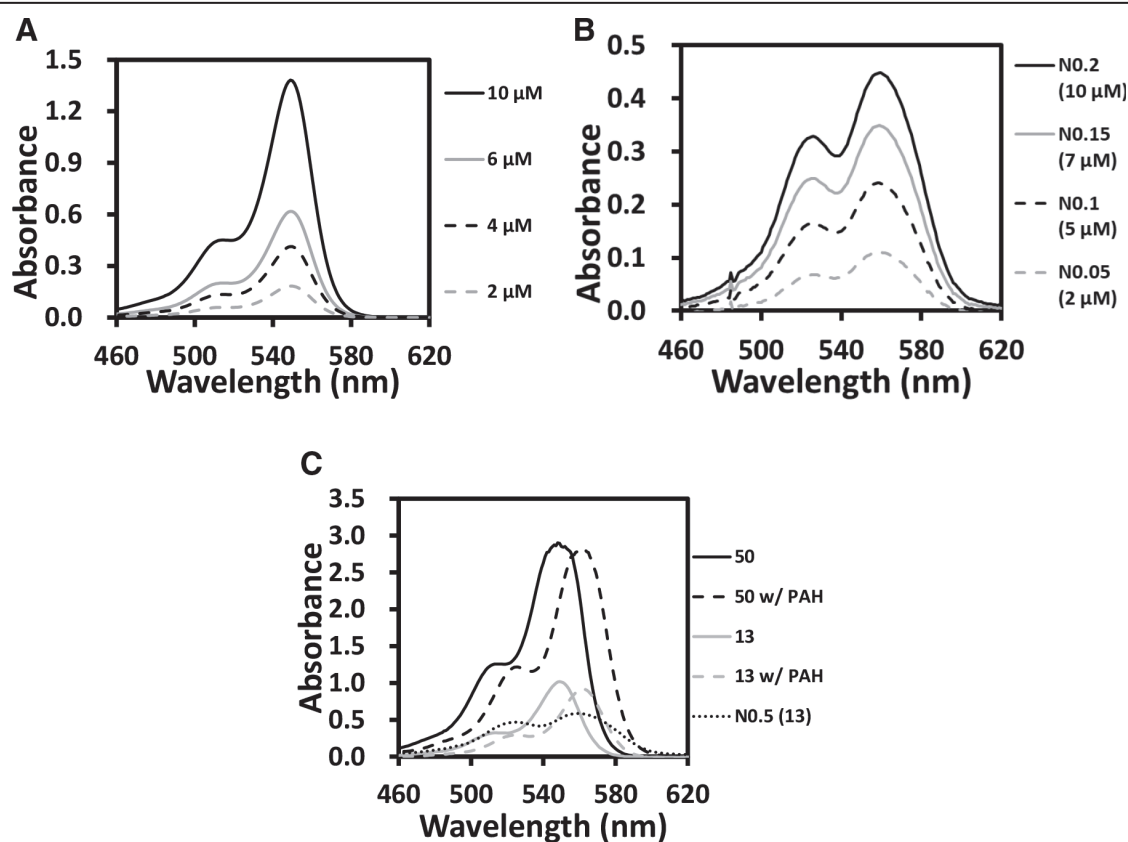 A
Absorbance
1.5
1.2
0.9
0.6
0.3
0.0
460 500 540 580 620
Wavelength (nm)
10 µM
6 µM
4 µM
2 µM
B
Absorbance
0.5
0.4
0.3
0.2
0.1
0.0
460 500 540 580 620
Wavelength (nm)
N0.2
(10 µM)
N0.15
(7 µM)
N0.1
(5 µM)
N0.05
(2 µM)
C
Absorbance
3.5
3.0
2.5
2.0
1.5
1.0
0.5
0.0
460 500 540 580 620
Wavelength (nm)
50
50 w/ PAH
13
13 w/ PAH
N0.5 (13)